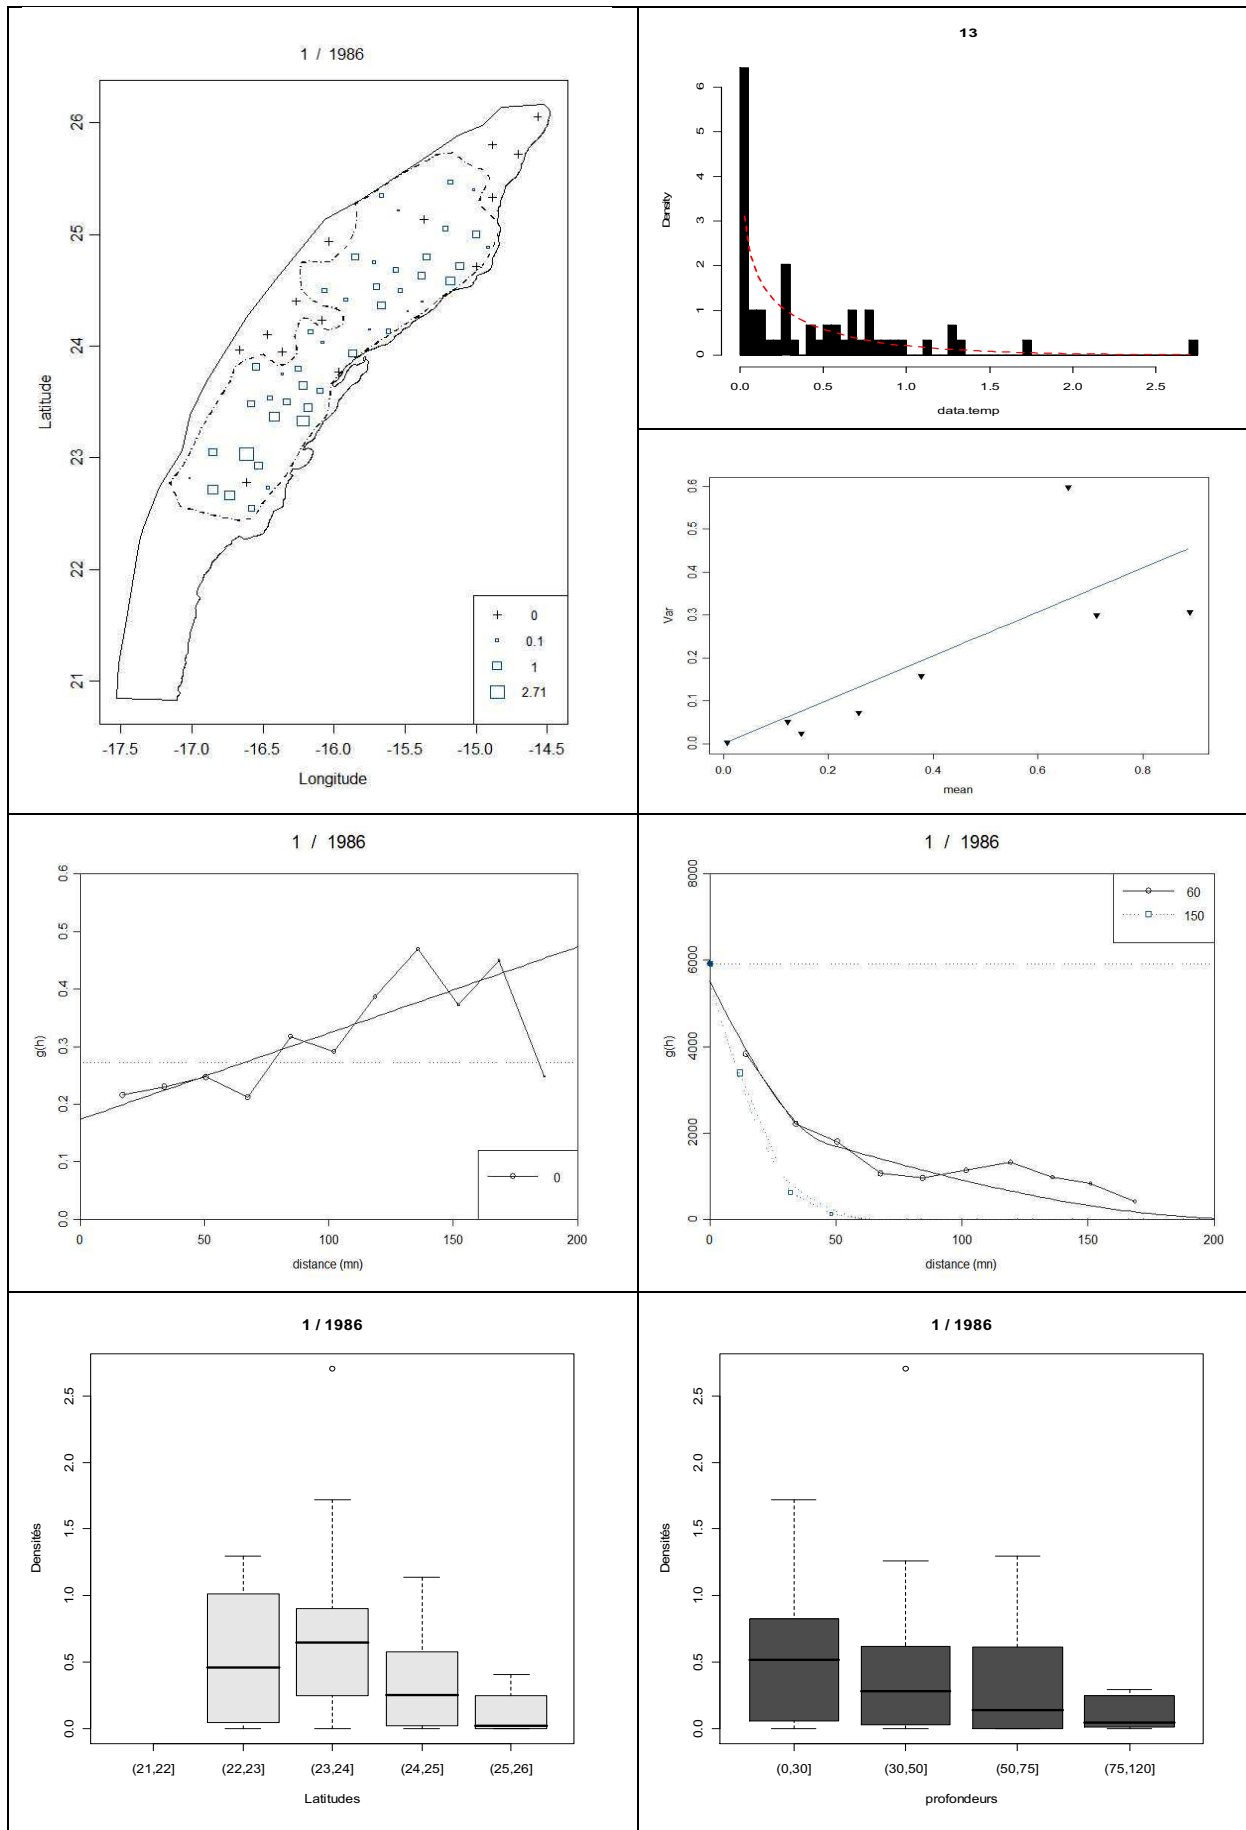 1 / 1986
26
25
24
23
22
21
Latitude
+ 0
0.1
1
2.71
-17.5 -17.0 -16.5 -16.0 -15.5 -15.0 -14.5
Longitude
13
6
5
4
3
2
1
0
Density
0.0 0.5 1.0 1.5 2.0 2.5
data.temp
0.6
0.5
0.4
0.3
0.2
0.1
0.0
Var
0.0 0.2 0.4 0.6 0.8
mean
1 / 1986
0.6
0.5
0.4
0.3
0.2
0.1
0.0
g(h)
0
0 50 100 150 200
distance (mn)
1 / 1986
8000
6000
4000
2000
0
g(h)
60
150
0 50 100 150 200
distance (mn)
1 / 1986
2.5
2.0
1.5
1.0
0.5
0.0
Densités
(21,22] (22,23] (23,24] (24,25] (25,26]
Latitudes
1 / 1986
2.5
2.0
1.5
1.0
0.5
0.0
Densités
(0,30] (30,50] (50,75] (75,120]
profondeurs